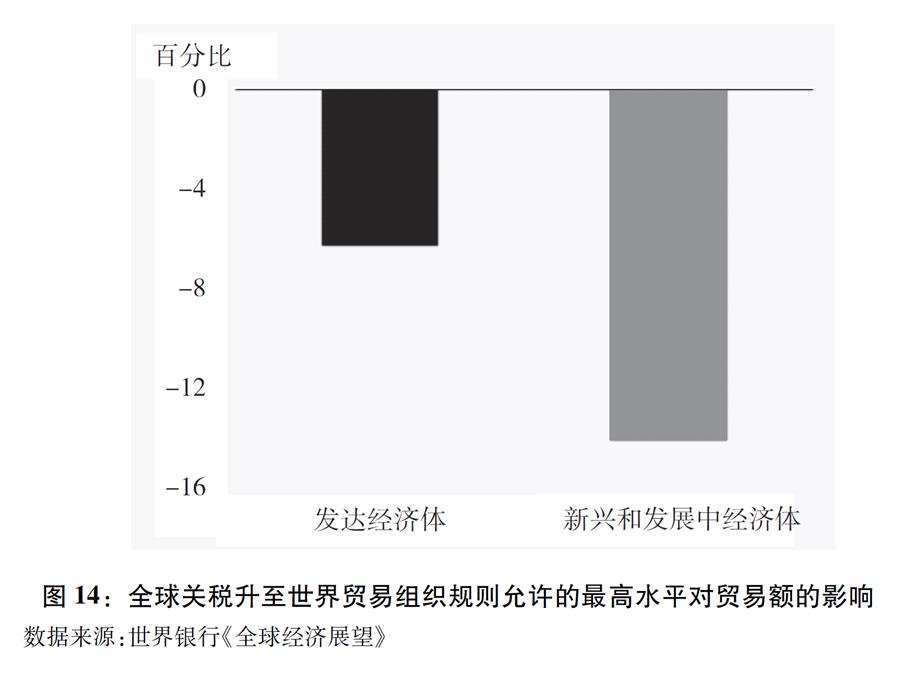 百分比
0
–4
–8
–12
–16
发达经济体
新兴和发展中经济体
图 14：全球关税升至世界贸易组织规则允许的最高水平对贸易额的影响
数据来源：世界银行《全球经济展望》